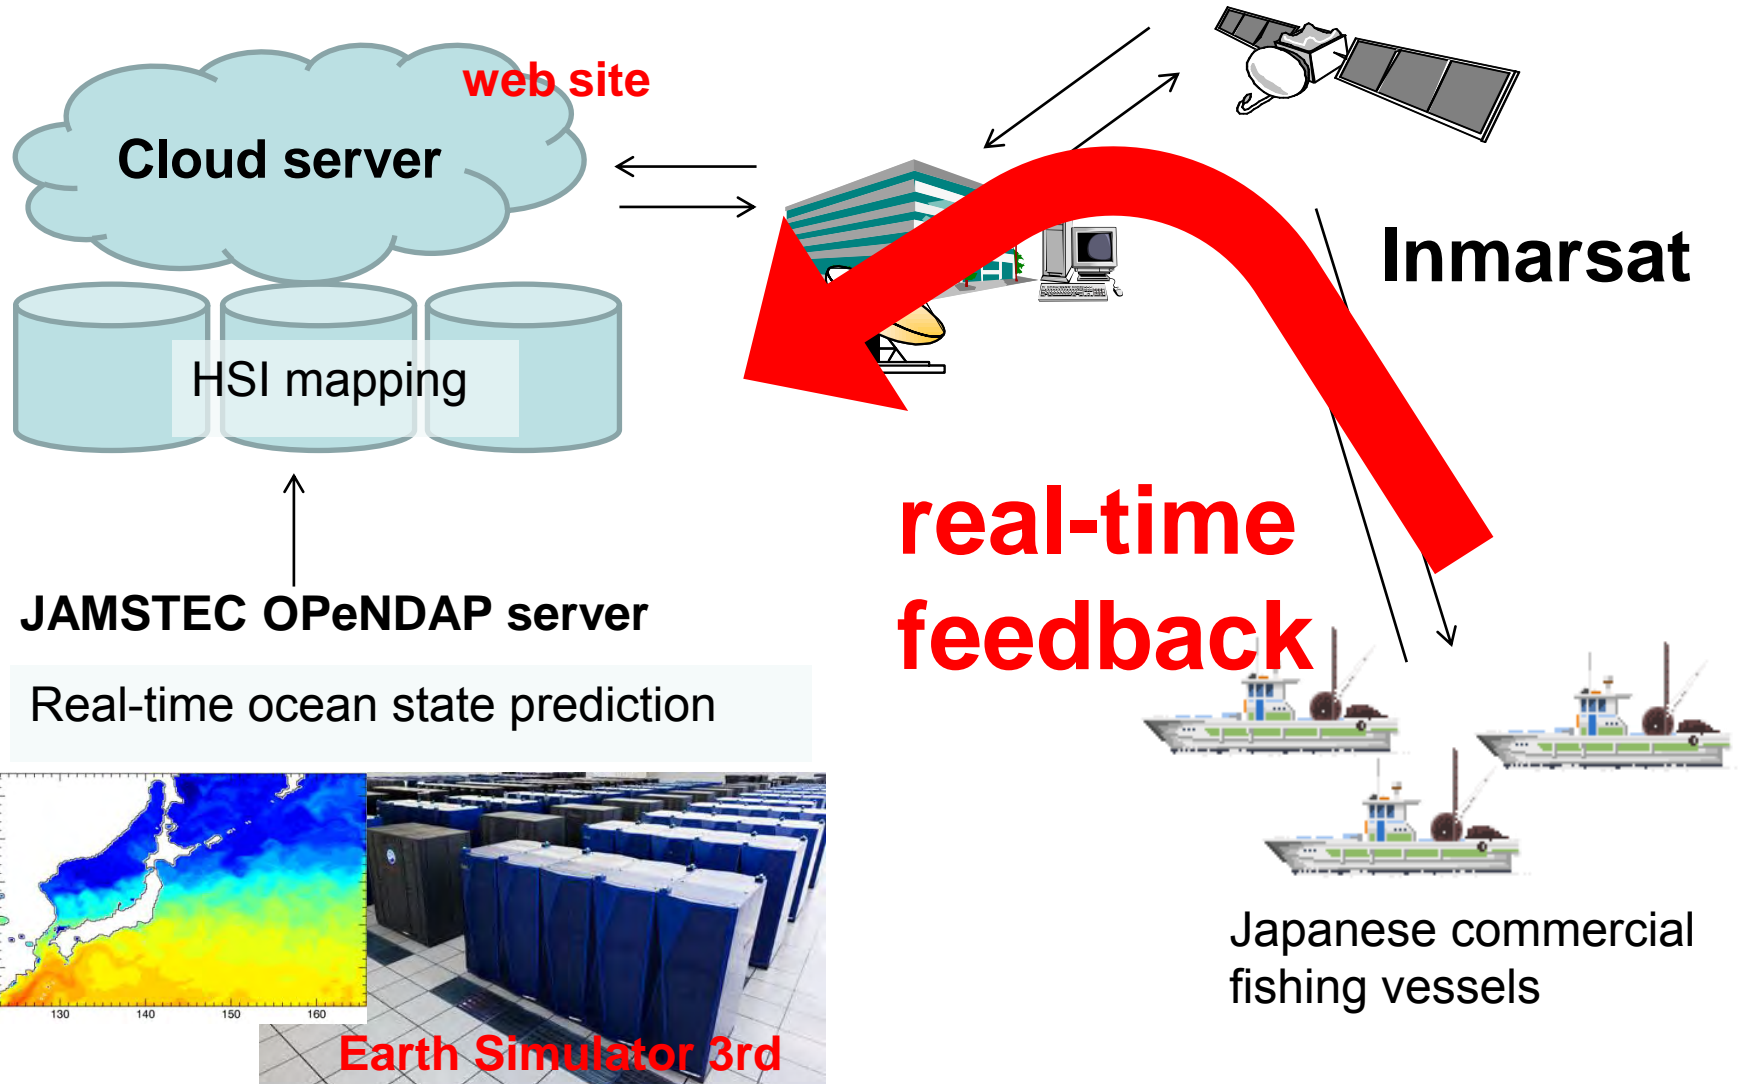 web site
Cloud server
Inmarsat
HSI mapping
real-time
feedback
JAMSTEC OPeNDAP server
Real-time ocean state prediction
130 140 150 160
Earth Simulator 3rd
Japanese commercial
fishing vessels